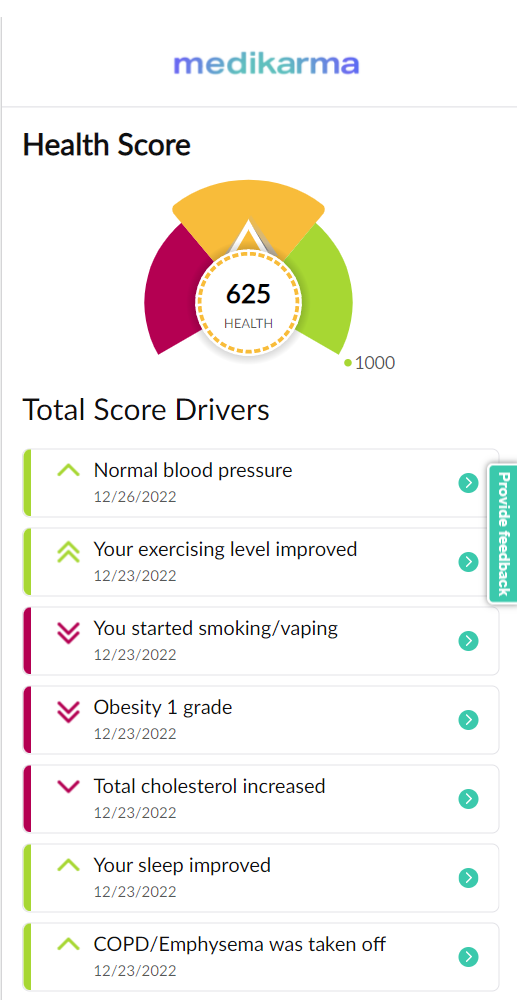 medikarma
Health Score
625
HEALTH
1000
Total Score Drivers
Normal blood pressure
12/26/2022
Your exercising level improved
12/23/2022
You started smoking/vaping
12/23/2022
Obesity 1 grade
12/23/2022
Total cholesterol increased
12/23/2022
Your sleep improved
12/23/2022
COPD/Emphysema was taken off
12/23/2022
Provide feedback